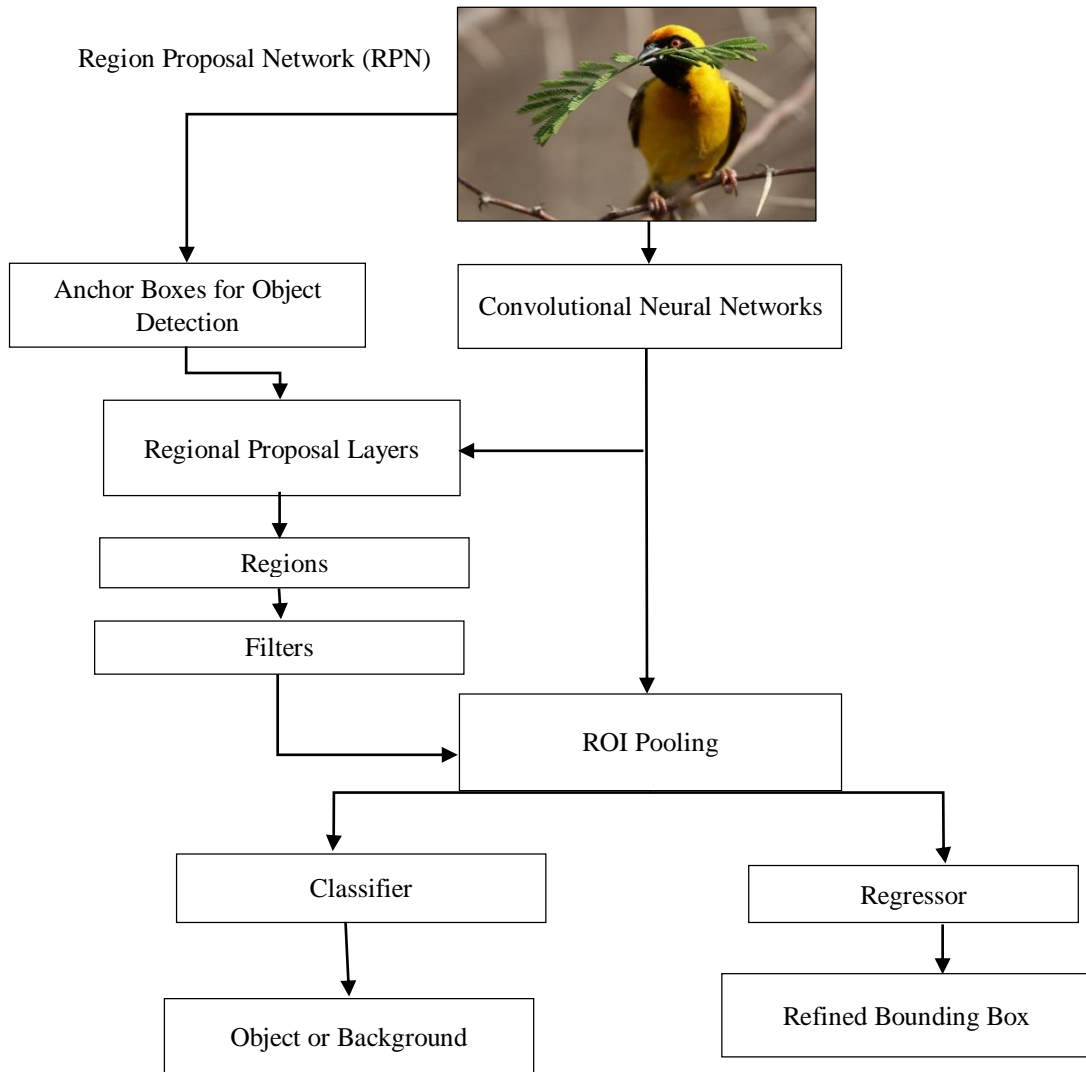 Region Proposal Network (RPN)
Anchor Boxes for Object
Detection
Convolutional Neural Networks
Regional Proposal Layers
Regions
Filters
ROI Pooling
Classifier
Regressor
Object or Background
Refined Bounding Box